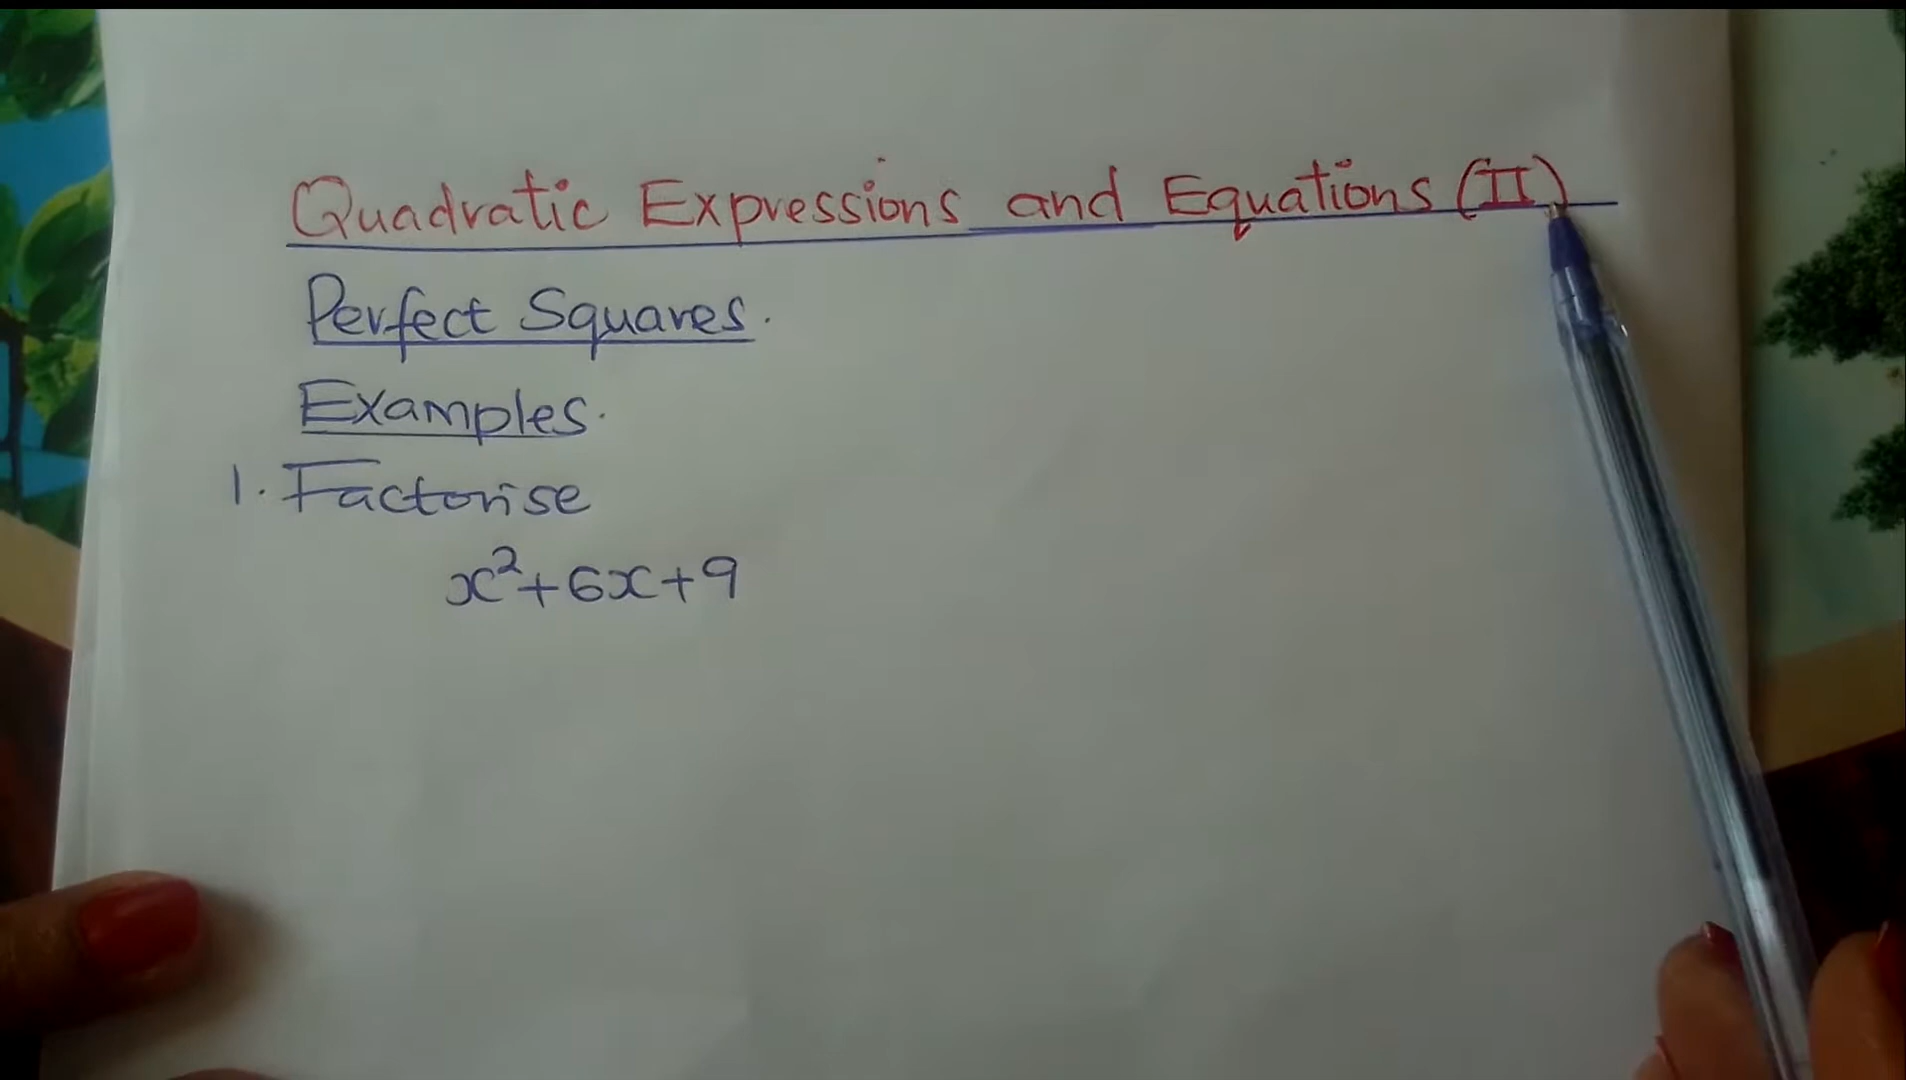 Quadratic Expressions and Equations (II)
Perfect Squares.
Examples.
1. Factorise
x²+6x+9